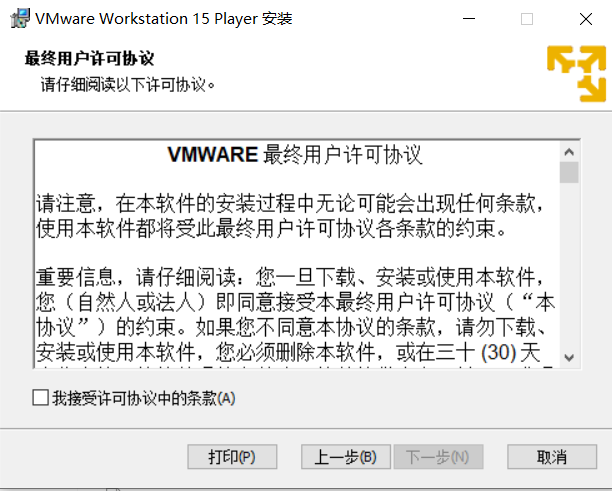 VMware Workstation 15 Player 安装
最终用户许可协议
请仔细阅读以下许可协议。
VMWARE 最终用户许可协议
请注意，在本软件的安装过程中无论可能会出现任何条款，
使用本软件都将受此最终用户许可协议各条款的约束。
重要信息，请仔细阅读：您一旦下载、安装或使用本软件，
您（自然人或法人）即同意接受本最终用户许可协议（“本
协议”）的约束。如果您不同意本协议的条款，请勿下载、
安装或使用本软件，您必须删除本软件，或在三十 (30) 天
我接受许可协议中的条款(A)
打印(P)
上一步(B)
下一步(N)
取消